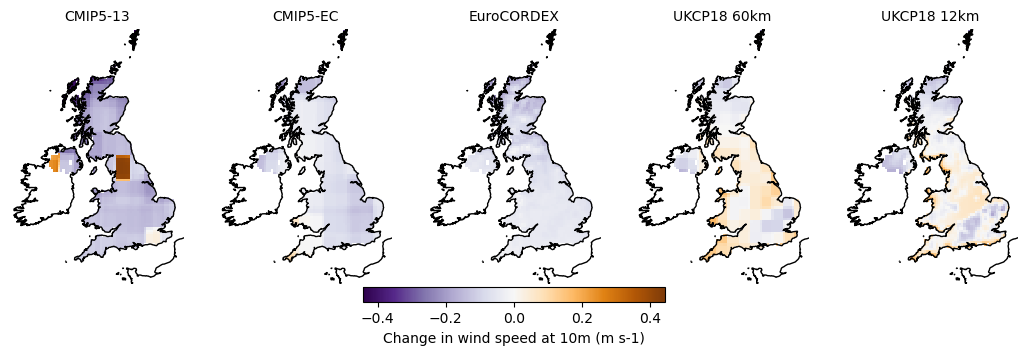 CMIP5-13 CMIP5-EC EuroCORDEX UKCP18 60km UKCP18 12km
−0.4 −0.2 0.0 0.2 0.4
Change in wind speed at 10m (m s-1)